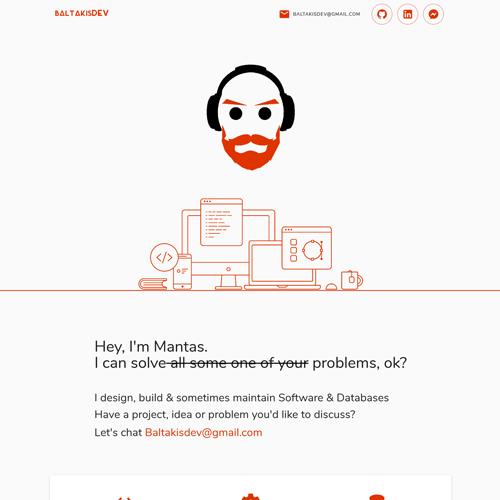 BALTAKISDEV
BALTAKISDEV@GMAIL.COM
Hey, I'm Mantas.
I can solve all some one of your problems, ok?
I design, build & sometimes maintain Software & Databases
Have a project, idea or problem you'd like to discuss?
Let's chat Baltakisdev@gmail.com